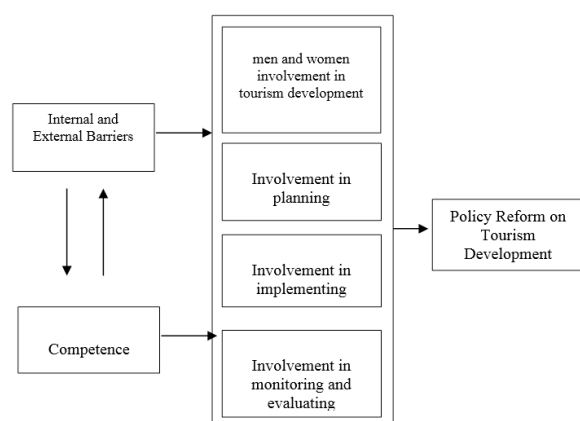 men and women
involvement in
tourism development
Internal and
External Barriers
Involvement in
planning
Policy Reform on
Tourism
Development
Involvement in
implementing
Competence
Involvement in
monitoring and
evaluating